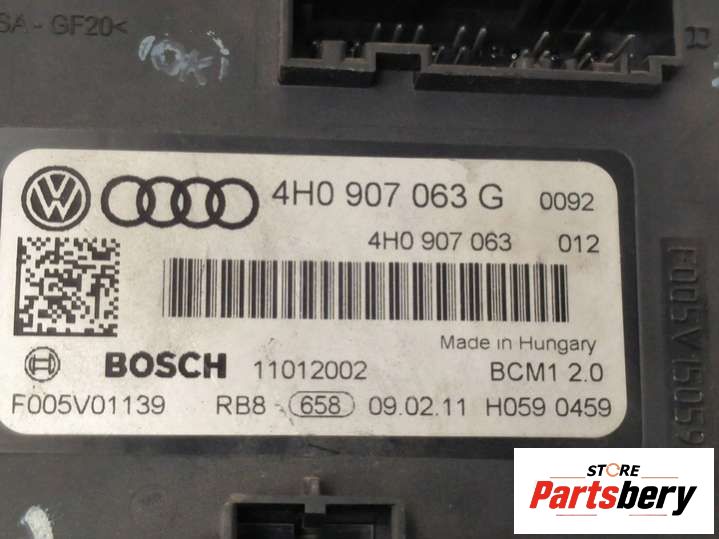 SA-GF20<
4H0 907 063 G 0092
4H0 907 063 012
Made in Hungary
BOSCH 11012002 BCM1 2.0
F005V01139 RB8 - 658 09.02.11 H059 0459
F005V15059
STORE
Partsbery